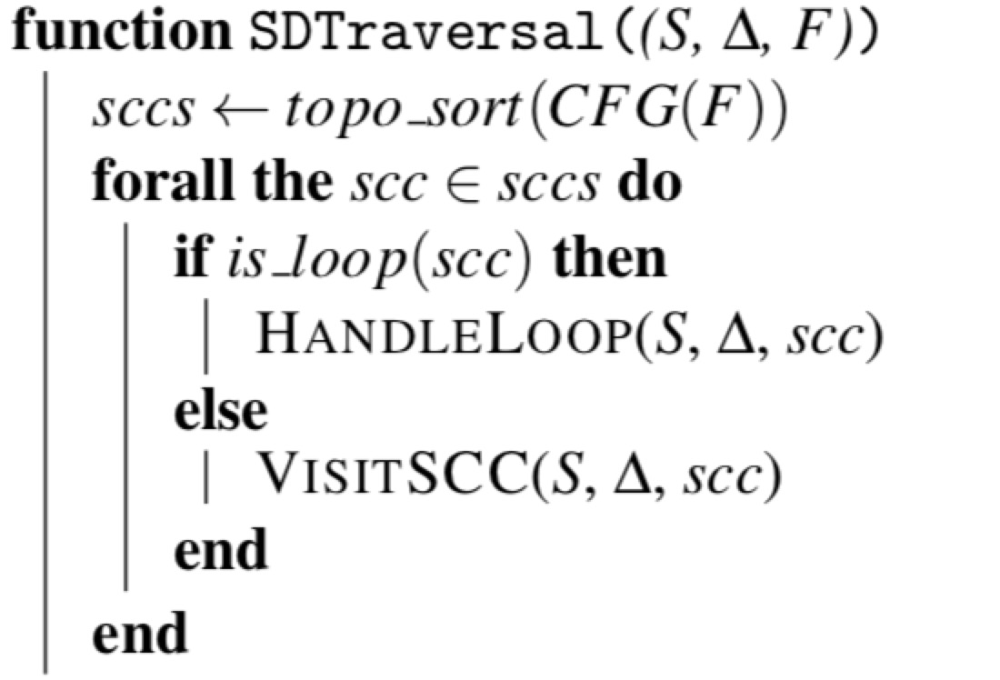 function SDTraversal((S, Δ, F))
sccs ← topo_sort(CFG(F))
forall the scc ∈ sccs do
if is_loop(scc) then
HANDLELOOP(S, Δ, scc)
else
VISITSCC(S, Δ, scc)
end
end